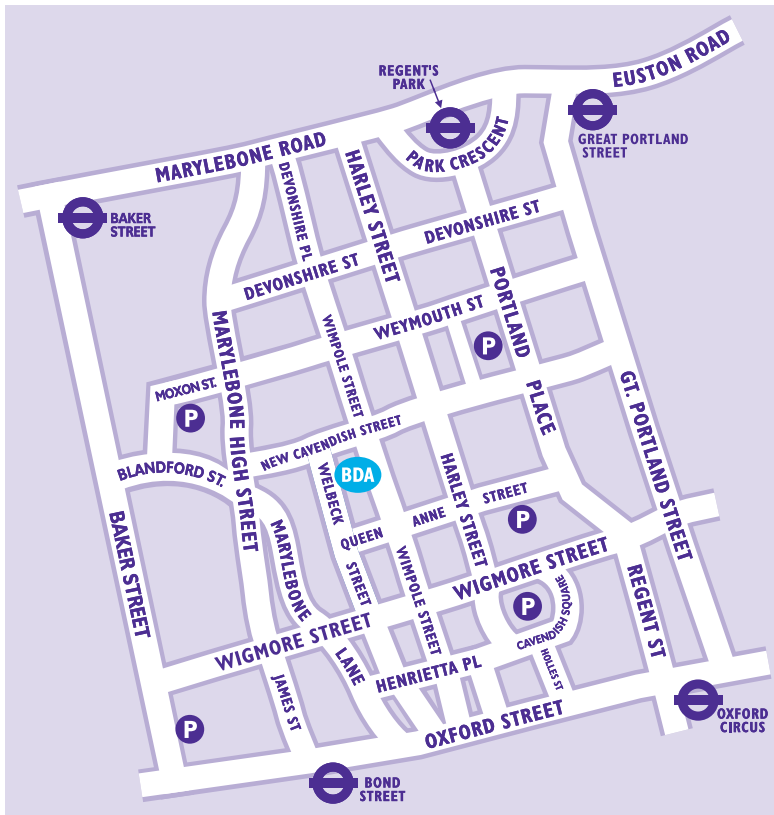 EUSTON ROAD
REGENT'S
PARK
GREAT PORTLAND
STREET
MARYLEBONE ROAD
PARK CRESCENT
HARLEY STREET
DEVONSHIRE PL
BAKER
STREET
DEVONSHIRE ST
DEVONSHIRE ST
PORTLAND
PLACE
WEYMOUTH ST
WIMPOLE STREET
MARYLEBONE HIGH STREET
P
MOXON ST.
P
GT. PORTLAND STREET
NEW CAVENDISH STREET
BLANDFORD ST.
WELBECK
STREET
BDA
HARLEY STREET
QUEEN
ANNE
STREET
P
BAKER STREET
MARYLEBONE
LANE
WIMPOLE STREET
WIGMORE STREET
REGENT ST
P
CAVENDISH SQUARE
WIGMORE STREET
HOLLES ST
HENRIETTA PL
JAMES ST
P
OXFORD STREET
OXFORD
CIRCUS
BOND
STREET